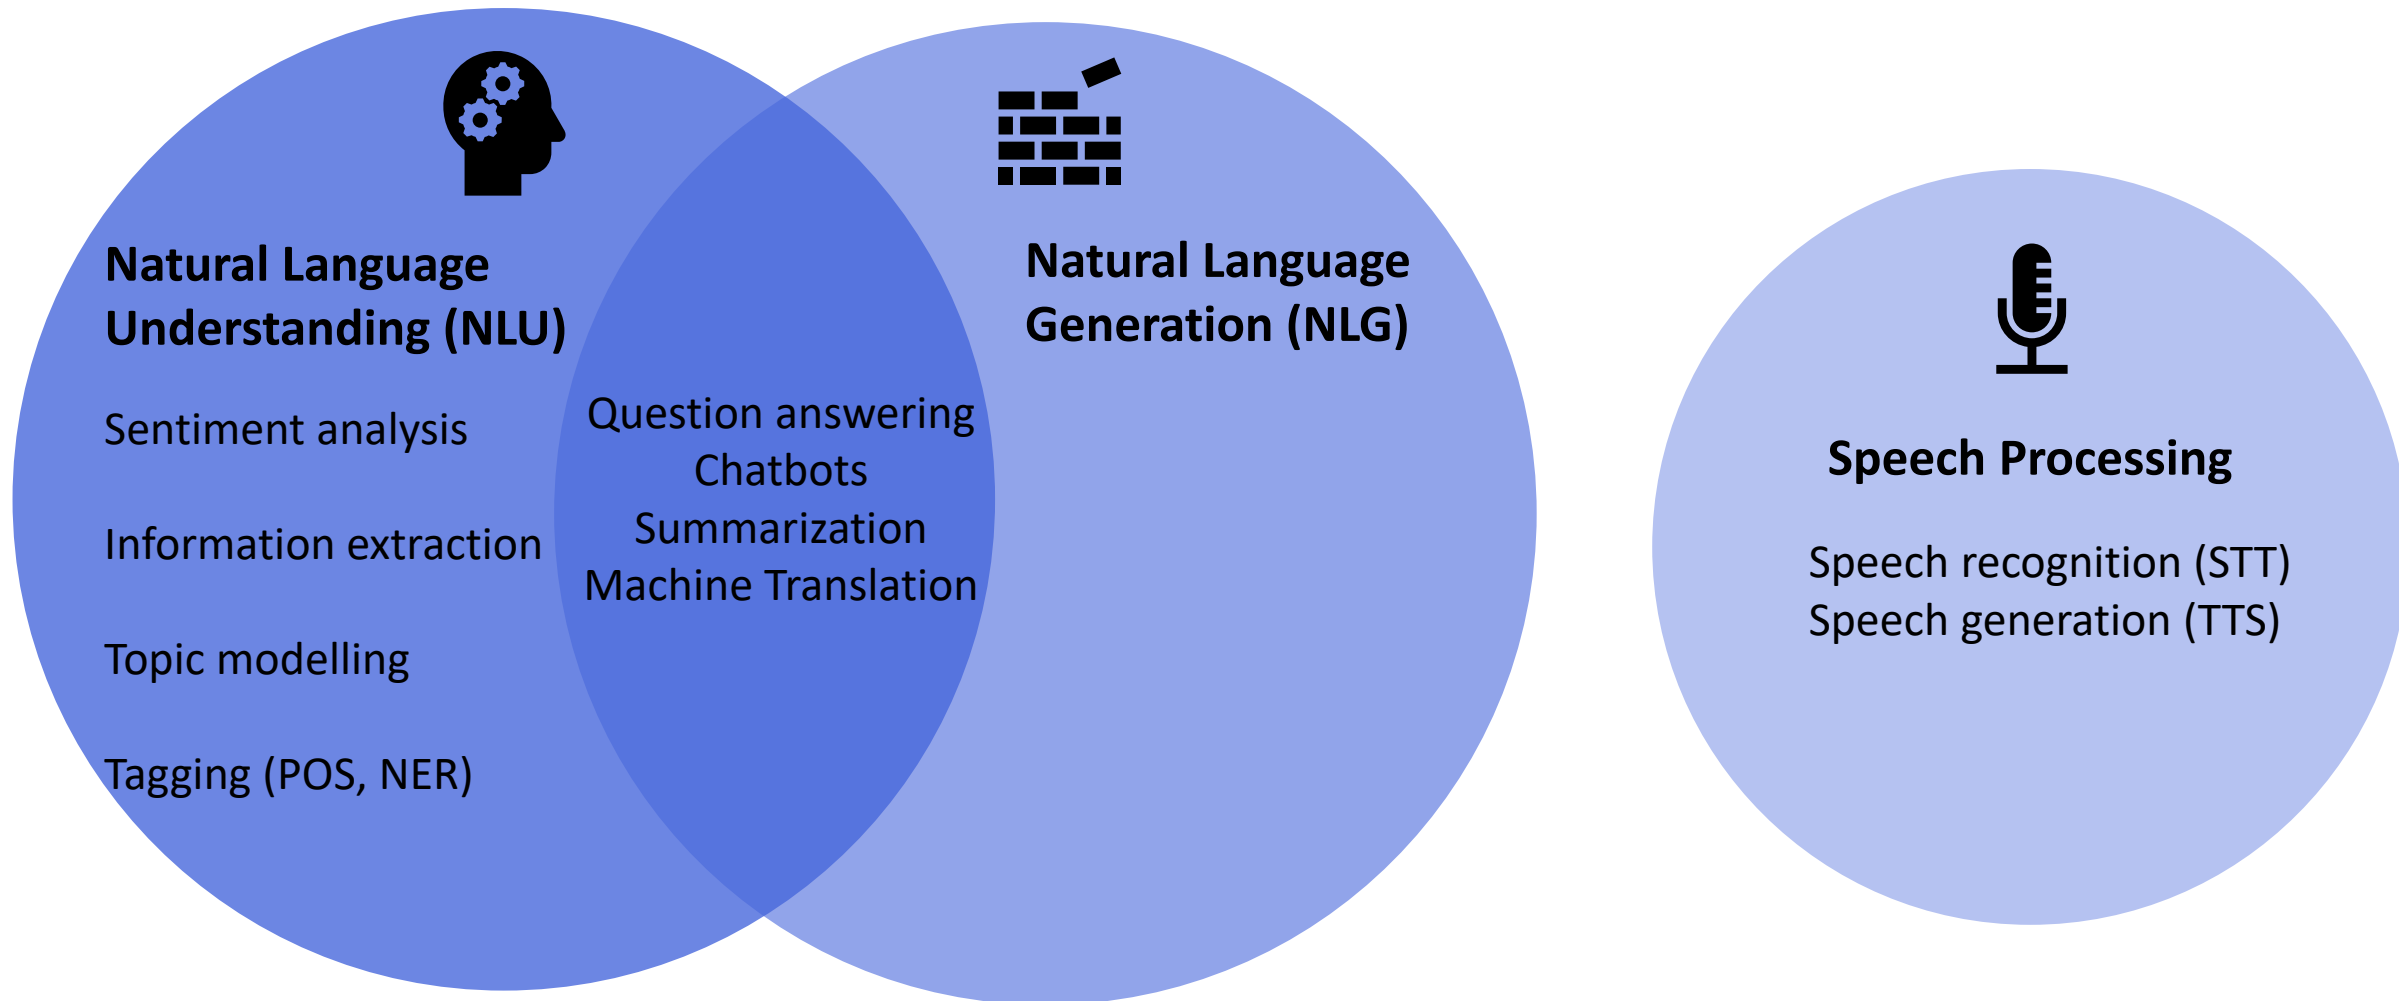 Natural Language
Understanding (NLU)
Sentiment analysis
Information extraction
Topic modelling
Tagging (POS, NER)
Question answering
Chatbots
Summarization
Machine Translation
Natural Language
Generation (NLG)
Speech Processing
Speech recognition (STT)
Speech generation (TTS)